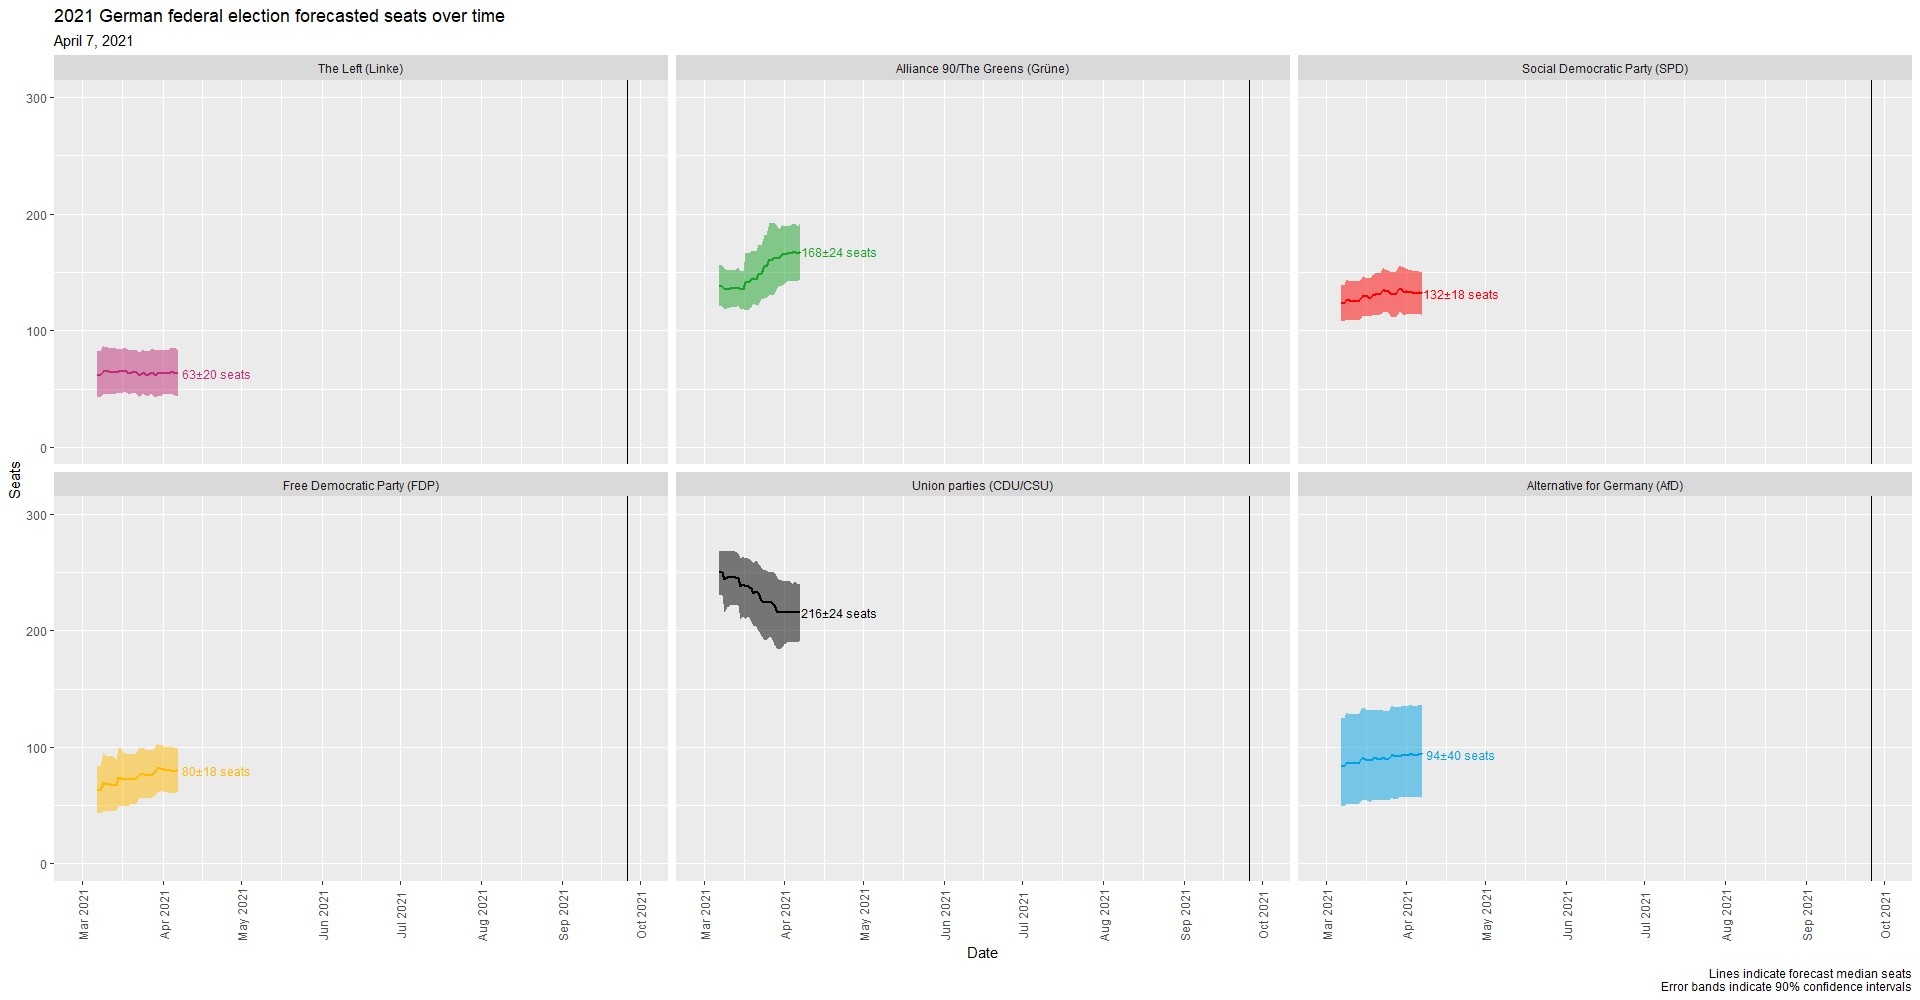 2021 German federal election forecasted seats over time
April 7, 2021
The Left (Linke)
Alliance 90/The Greens (Grüne)
Social Democratic Party (SPD)
300
200
100
0
63±20 seats
168±24 seats
132±18 seats
Seats
Free Democratic Party (FDP)
Union parties (CDU/CSU)
Alternative for Germany (AfD)
300
200
100
0
80±18 seats
216±24 seats
94±40 seats
Mar 2021
Apr 2021
May 2021
Jun 2021
Jul 2021
Aug 2021
Sep 2021
Oct 2021
Mar 2021
Apr 2021
May 2021
Jun 2021
Jul 2021
Aug 2021
Sep 2021
Oct 2021
Mar 2021
Apr 2021
May 2021
Jun 2021
Jul 2021
Aug 2021
Sep 2021
Oct 2021
Date
Lines indicate forecast median seats
Error bands indicate 90% confidence intervals